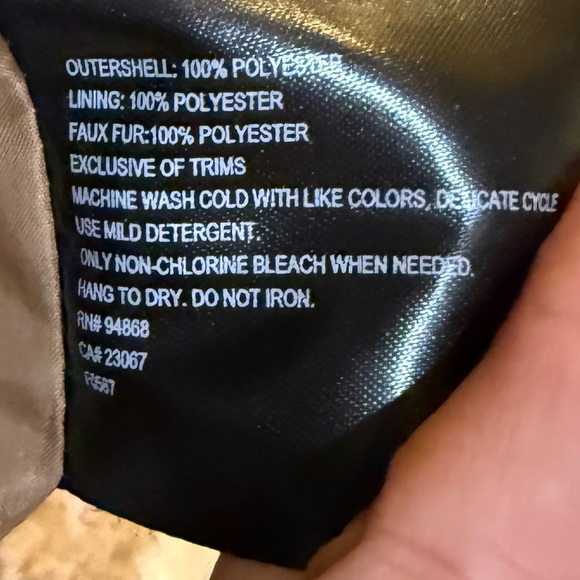 OUTERSHELL: 100% POLYESTER
LINING: 100% POLYESTER
FAUX FUR:100% POLYESTER
EXCLUSIVE OF TRIMS
MACHINE WASH COLD WITH LIKE COLORS, DELICATE CYCLE
USE MILD DETERGENT.
ONLY NON-CHLORINE BLEACH WHEN NEEDED.
HANG TO DRY. DO NOT IRON.
RN# 94868
CA# 23067